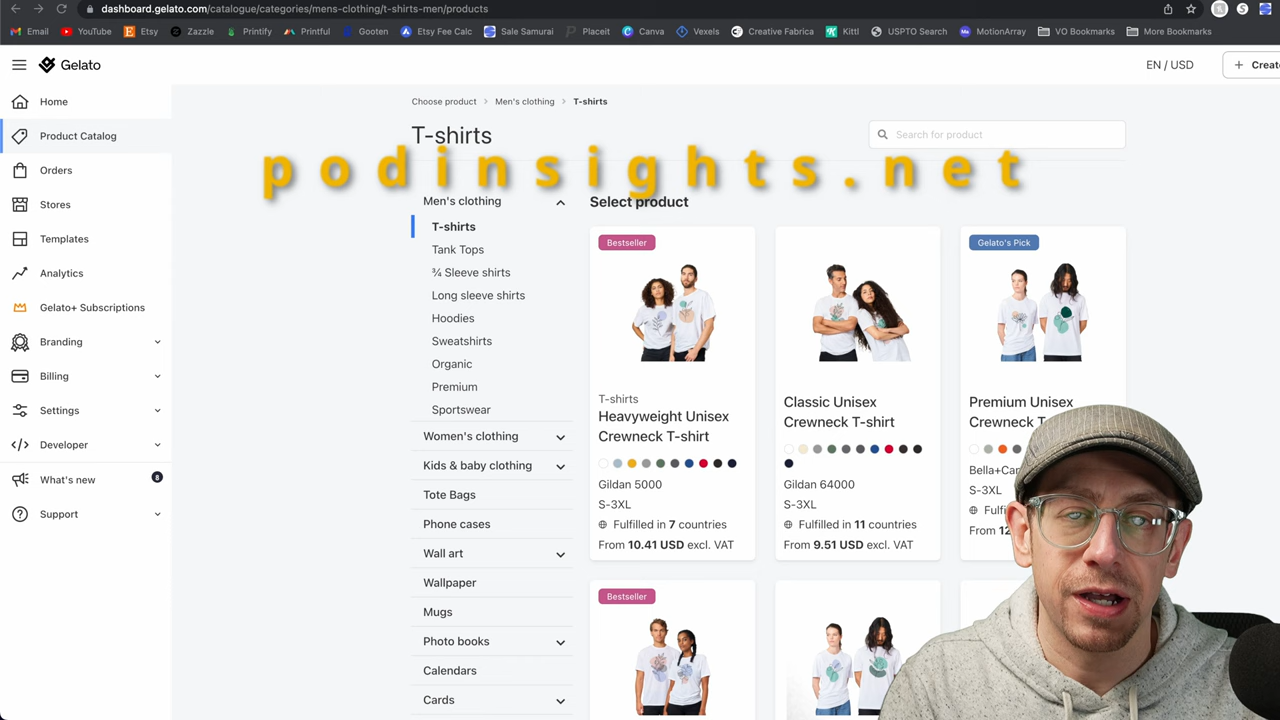 dashboard.gelato.com/catalogue/categories/mens-clothing/t-shirts-men/products
Email YouTube Etsy Zazzle Printify Printful Gooten Etsy Fee Calc Sale Samurai Placeit Canva Vexels Creative Fabrica Kittl USPTO Search MotionArray VO Bookmarks More Bookmarks
Gelato
EN / USD
+ Create
Home
Product Catalog
Orders
Stores
Templates
Analytics
Gelato+ Subscriptions
Branding
Billing
Settings
Developer
What's new
8
Support
Choose product > Men's clothing > T-shirts
T-shirts
Search for product
podinsights.net
Men's clothing
T-shirts
Tank Tops
¾ Sleeve shirts
Long sleeve shirts
Hoodies
Sweatshirts
Organic
Premium
Sportswear
Women's clothing
Kids & baby clothing
Tote Bags
Phone cases
Wall art
Wallpaper
Mugs
Photo books
Calendars
Cards
Select product
Bestseller
T-shirts
Heavyweight Unisex
Crewneck T-shirt
Gildan 5000
S-3XL
Fulfilled in 7 countries
From 10.41 USD excl. VAT
Classic Unisex
Crewneck T-shirt
Gildan 64000
S-3XL
Fulfilled in 11 countries
From 9.51 USD excl. VAT
Gelato's Pick
Premium Unisex
Crewneck T-
Bella+Can
S-3XL
Fulfi
From 12
Bestseller